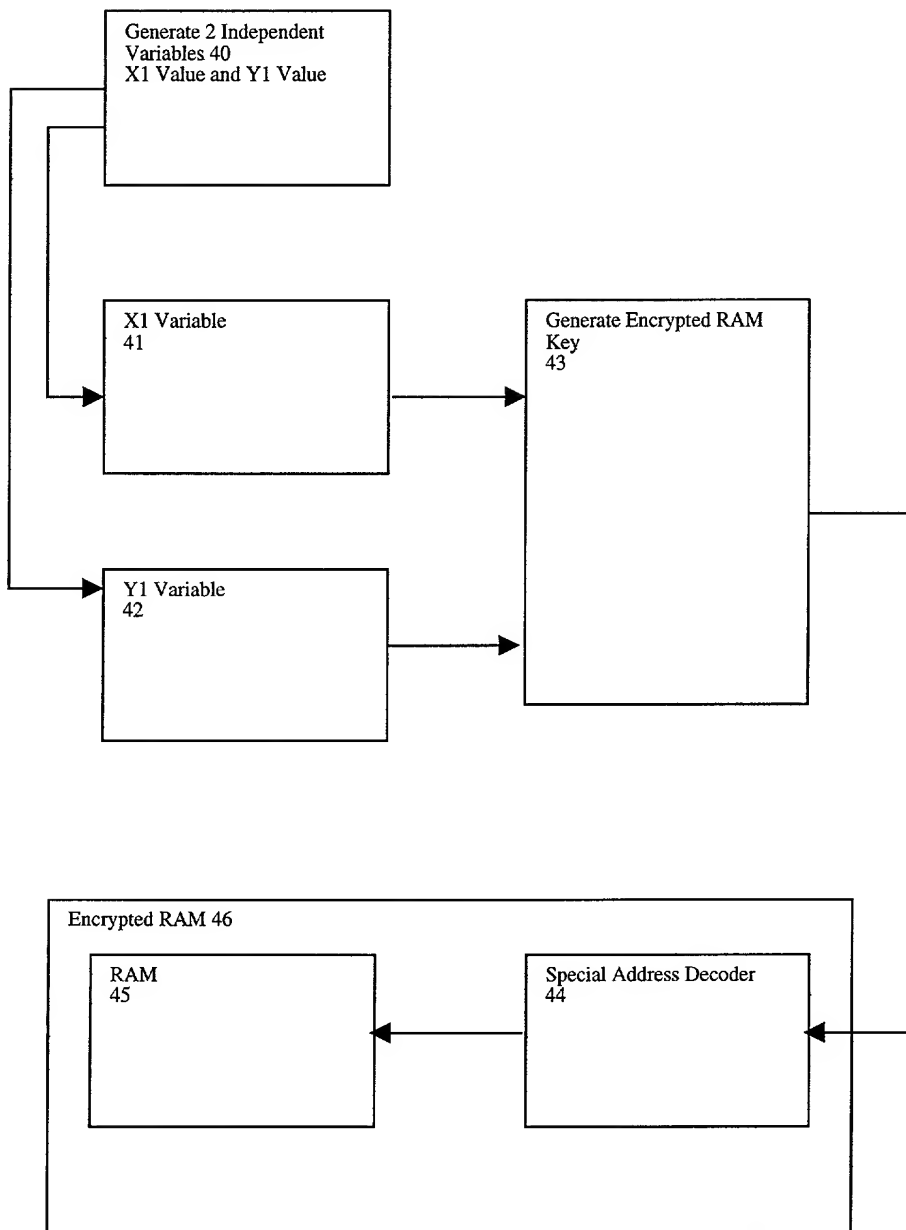 Generate 2 Independent
Variables 40
X1 Value and Y1 Value
X1 Variable
41
Generate Encrypted RAM
Key
43
Y1 Variable
42
Encrypted RAM 46
RAM
45
Special Address Decoder
44